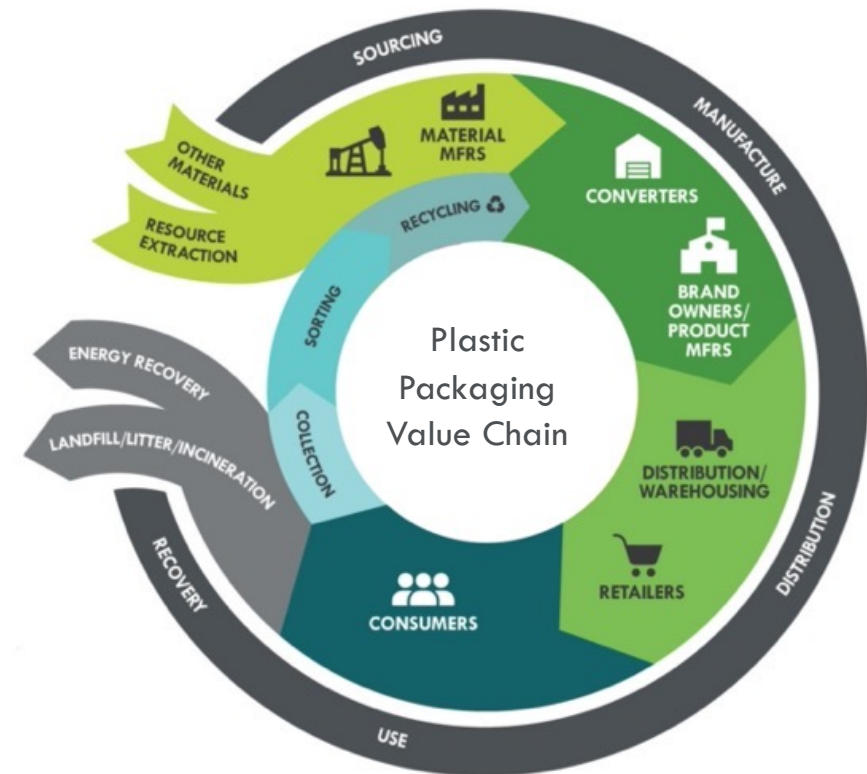 SOURCING
MANUFACTURE
DISTRIBUTION
USE
RECOVERY
OTHER
MATERIALS
RESOURCE
EXTRACTION
MATERIAL
MFRS
CONVERTERS
BRAND
OWNERS/
PRODUCT
MFRS
DISTRIBUTION/
WAREHOUSING
RETAILERS
CONSUMERS
ENERGY RECOVERY
LANDFILL/LITTER/INCINERATION
COLLECTION
SORTING
RECYCLING
Plastic
Packaging
Value Chain